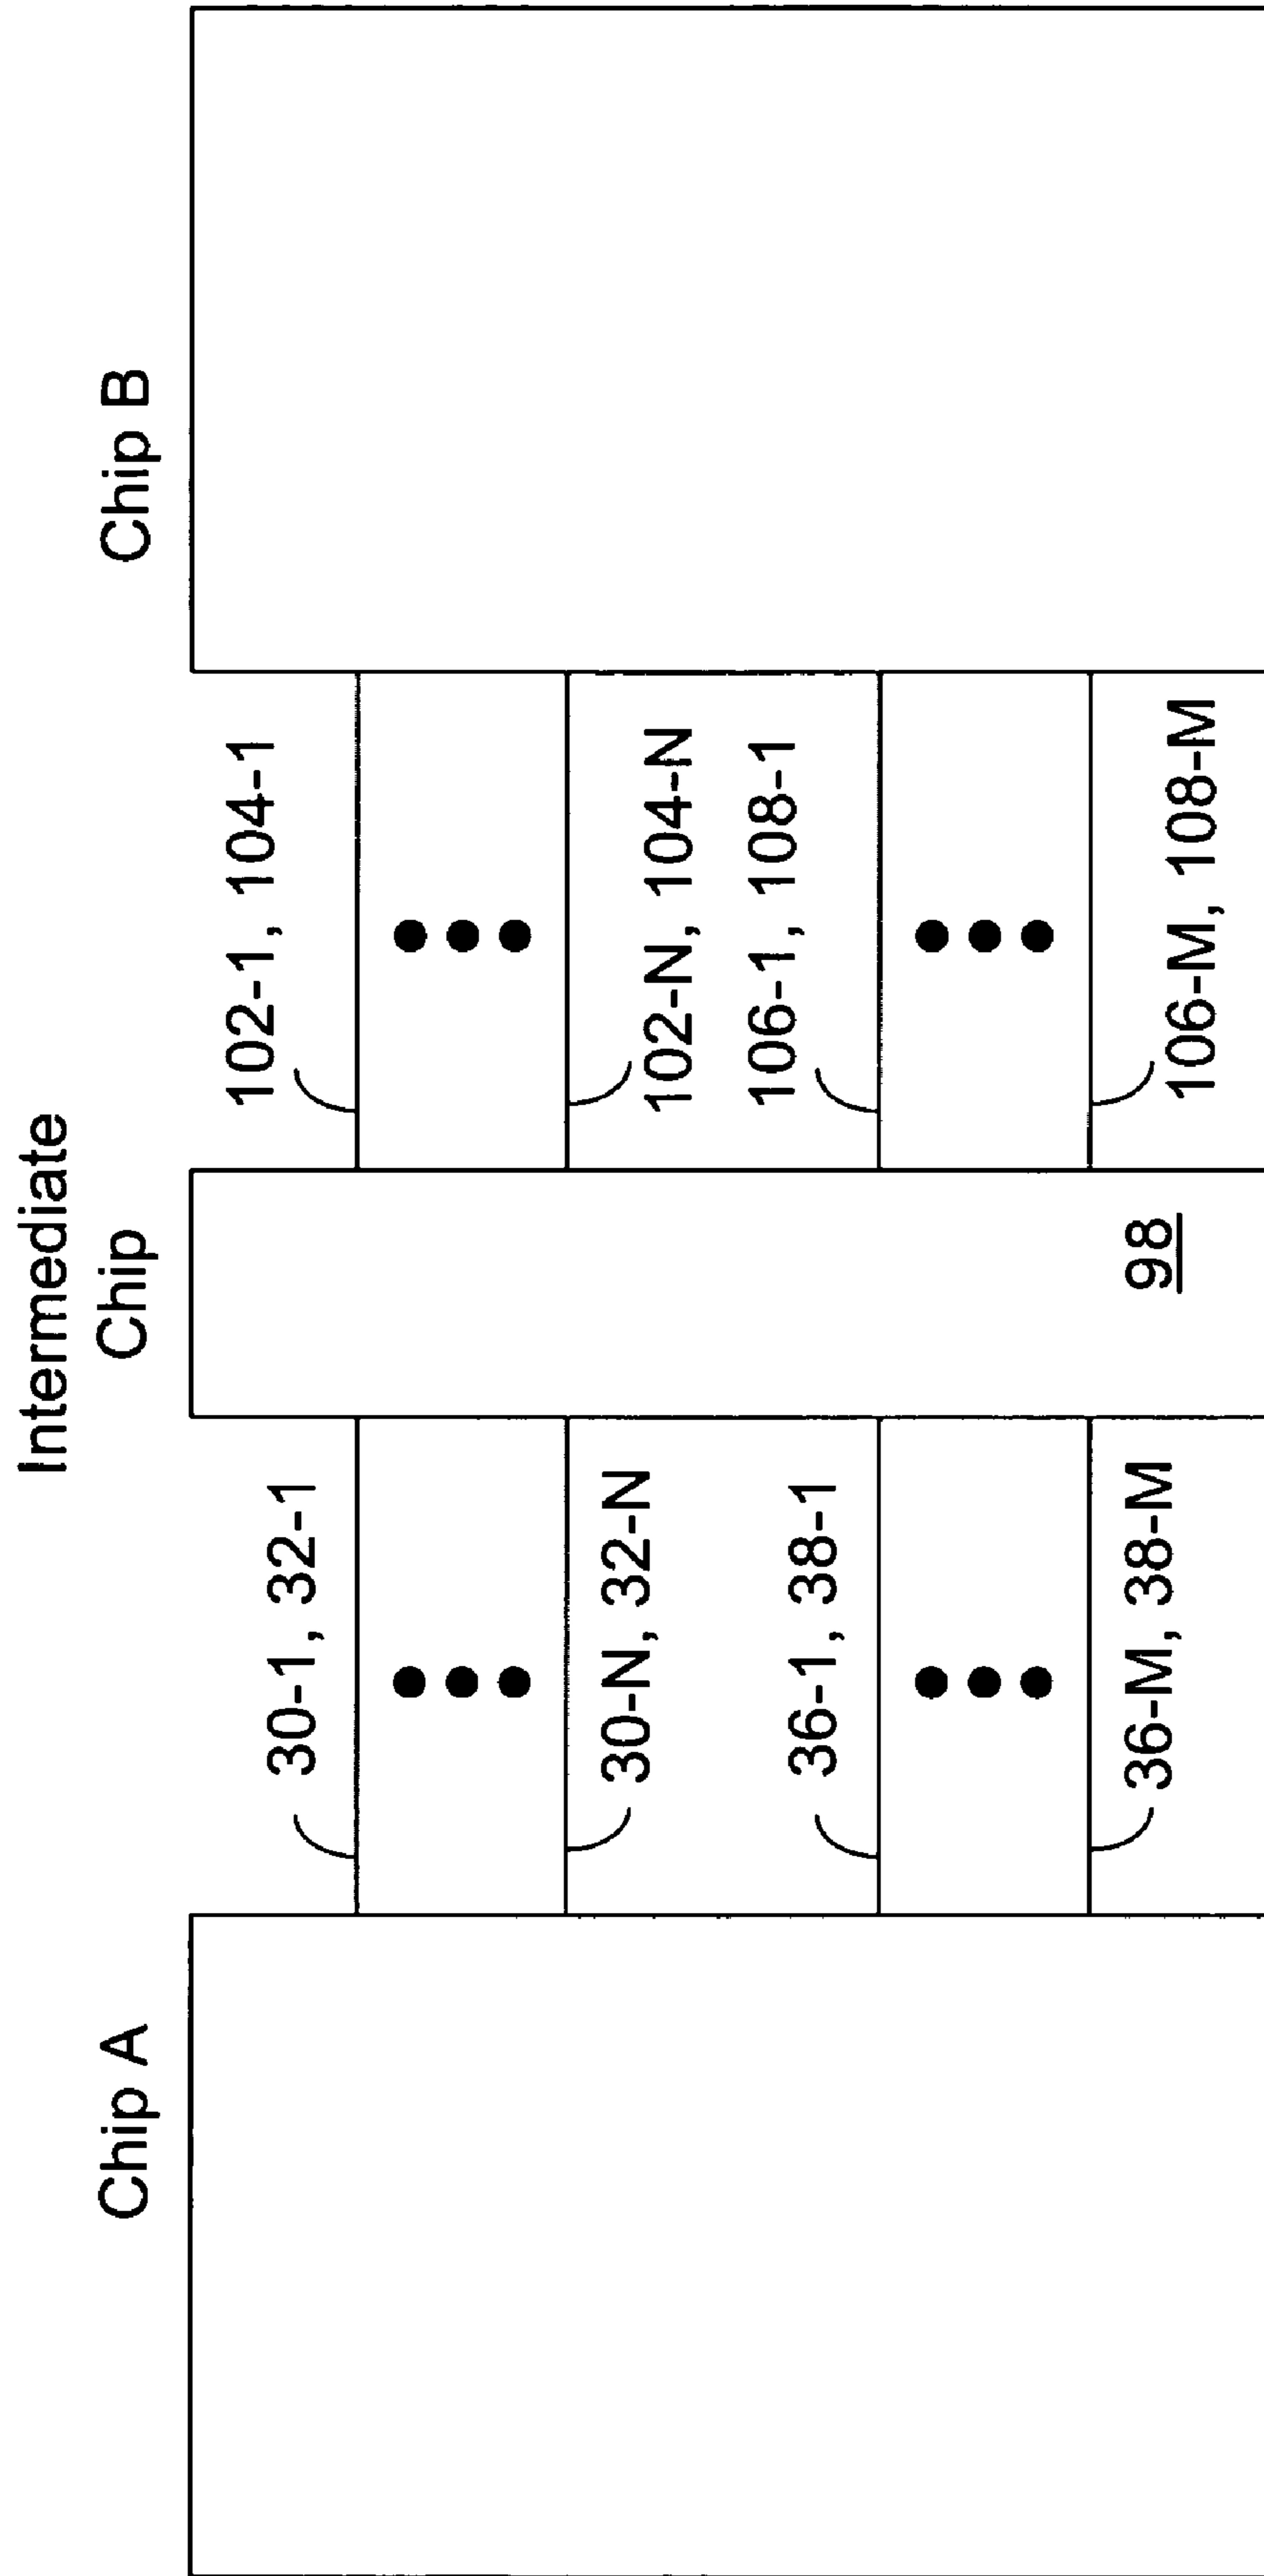 Intermediate
Chip A
Chip
Chip B
30-1, 32-1
102-1, 104-1
30-N, 32-N
102-N, 104-N
36-1, 38-1
106-1, 108-1
36-M, 38-M
98
106-M, 108-M